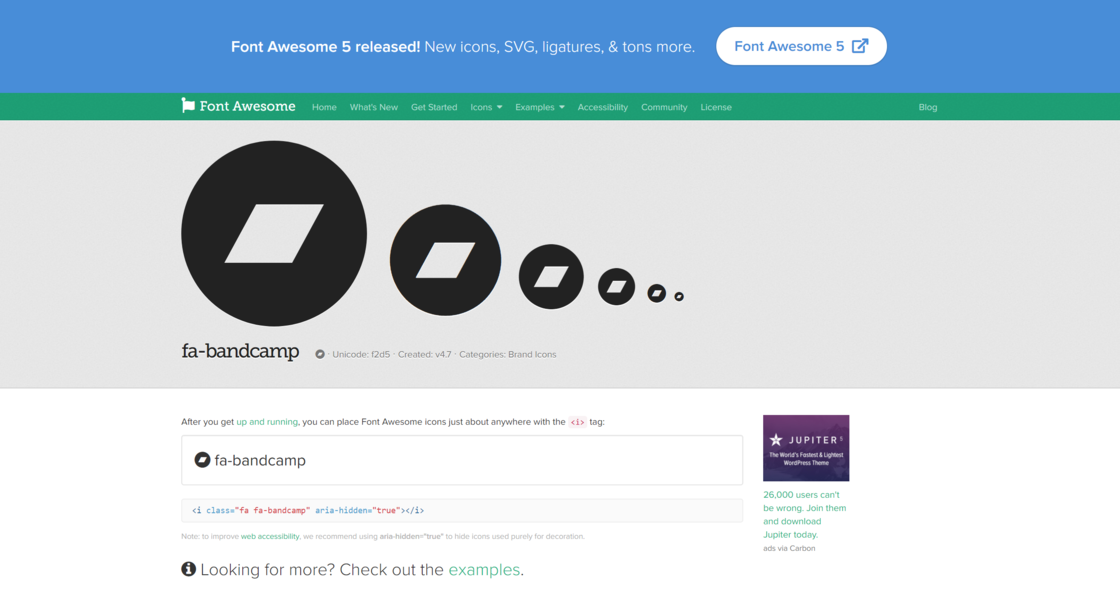 Font Awesome 5 released! New icons, SVG, ligatures, & tons more.
Font Awesome 5
Font Awesome Home What's New Get Started Icons Examples Accessibility Community License Blog
fa-bandcamp · Unicode: f2d5 · Created: v4.7 · Categories: Brand Icons
After you get up and running, you can place Font Awesome icons just about anywhere with the <i> tag:
fa-bandcamp
<i class="fa fa-bandcamp" aria-hidden="true"></i>
Note: to improve web accessibility, we recommend using aria-hidden="true" to hide icons used purely for decoration.
Looking for more? Check out the examples.
JUPITER 5
The World's Fastest & Lightest
WordPress Theme
26,000 users can't
be wrong. Join them
and download
Jupiter today.
ads via Carbon